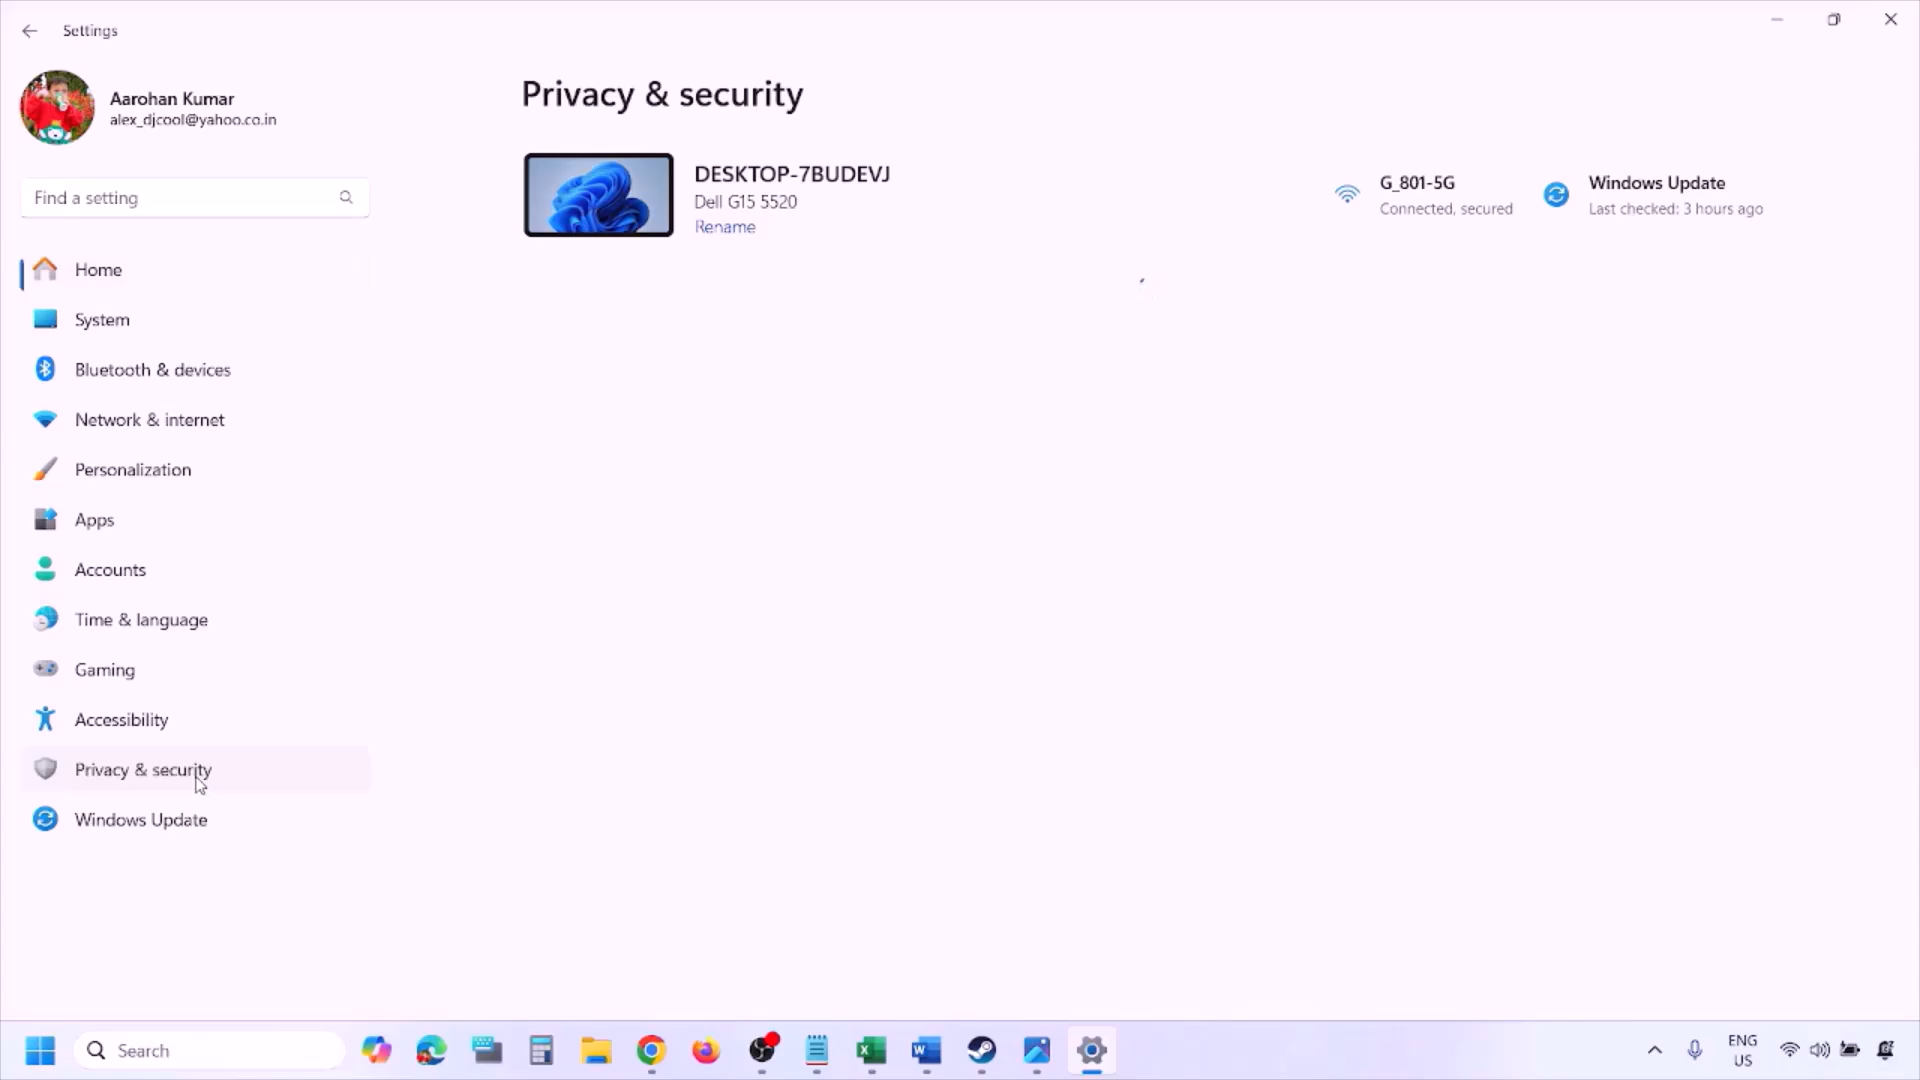 Settings
Aarohan Kumar
alex_djcool@yahoo.co.in
Find a setting
Home
System
Bluetooth & devices
Network & internet
Personalization
Apps
Accounts
Time & language
Gaming
Accessibility
Privacy & security
Windows Update
Privacy & security
DESKTOP-7BUDEVJ
Dell G15 5520
Rename
G_801-5G
Connected, secured
Windows Update
Last checked: 3 hours ago
Search
ENG
US